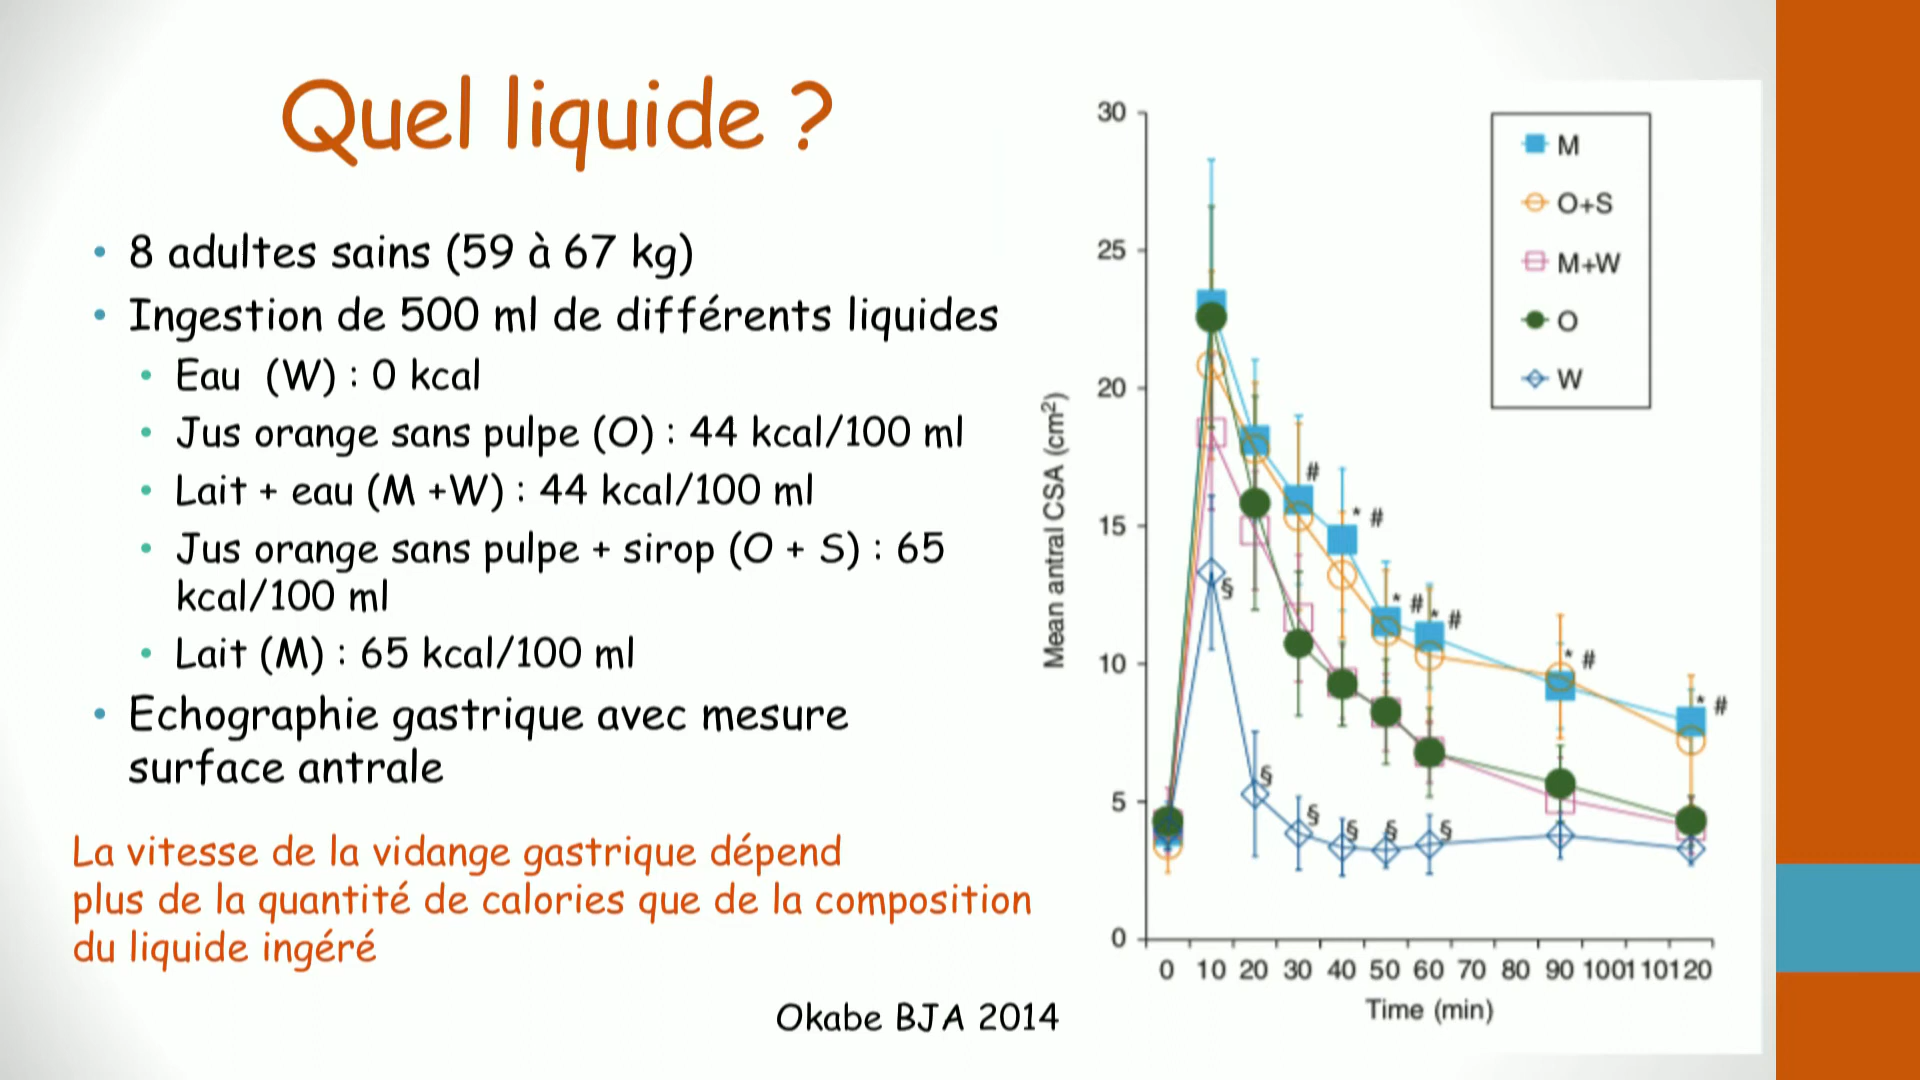 Quel liquide ?
• 8 adultes sains (59 à 67 kg)
• Ingestion de 500 ml de différents liquides
• Eau (W) : 0 kcal
• Jus orange sans pulpe (O) : 44 kcal/100 ml
• Lait + eau (M +W) : 44 kcal/100 ml
• Jus orange sans pulpe + sirop (O + S) : 65
kcal/100 ml
• Lait (M) : 65 kcal/100 ml
• Echographie gastrique avec mesure
surface antrale
La vitesse de la vidange gastrique dépend
plus de la quantité de calories que de la composition
du liquide ingéré
Okabe BJA 2014
Mean antral CSA (cm²)
30
25
20
15
10
5
0
M
O+S
M+W
O
W
#
* #
* #
* #
* #
* #
§
§
§
§
§
§
0 10 20 30 40 50 60 70 80 90 100 110 120
Time (min)